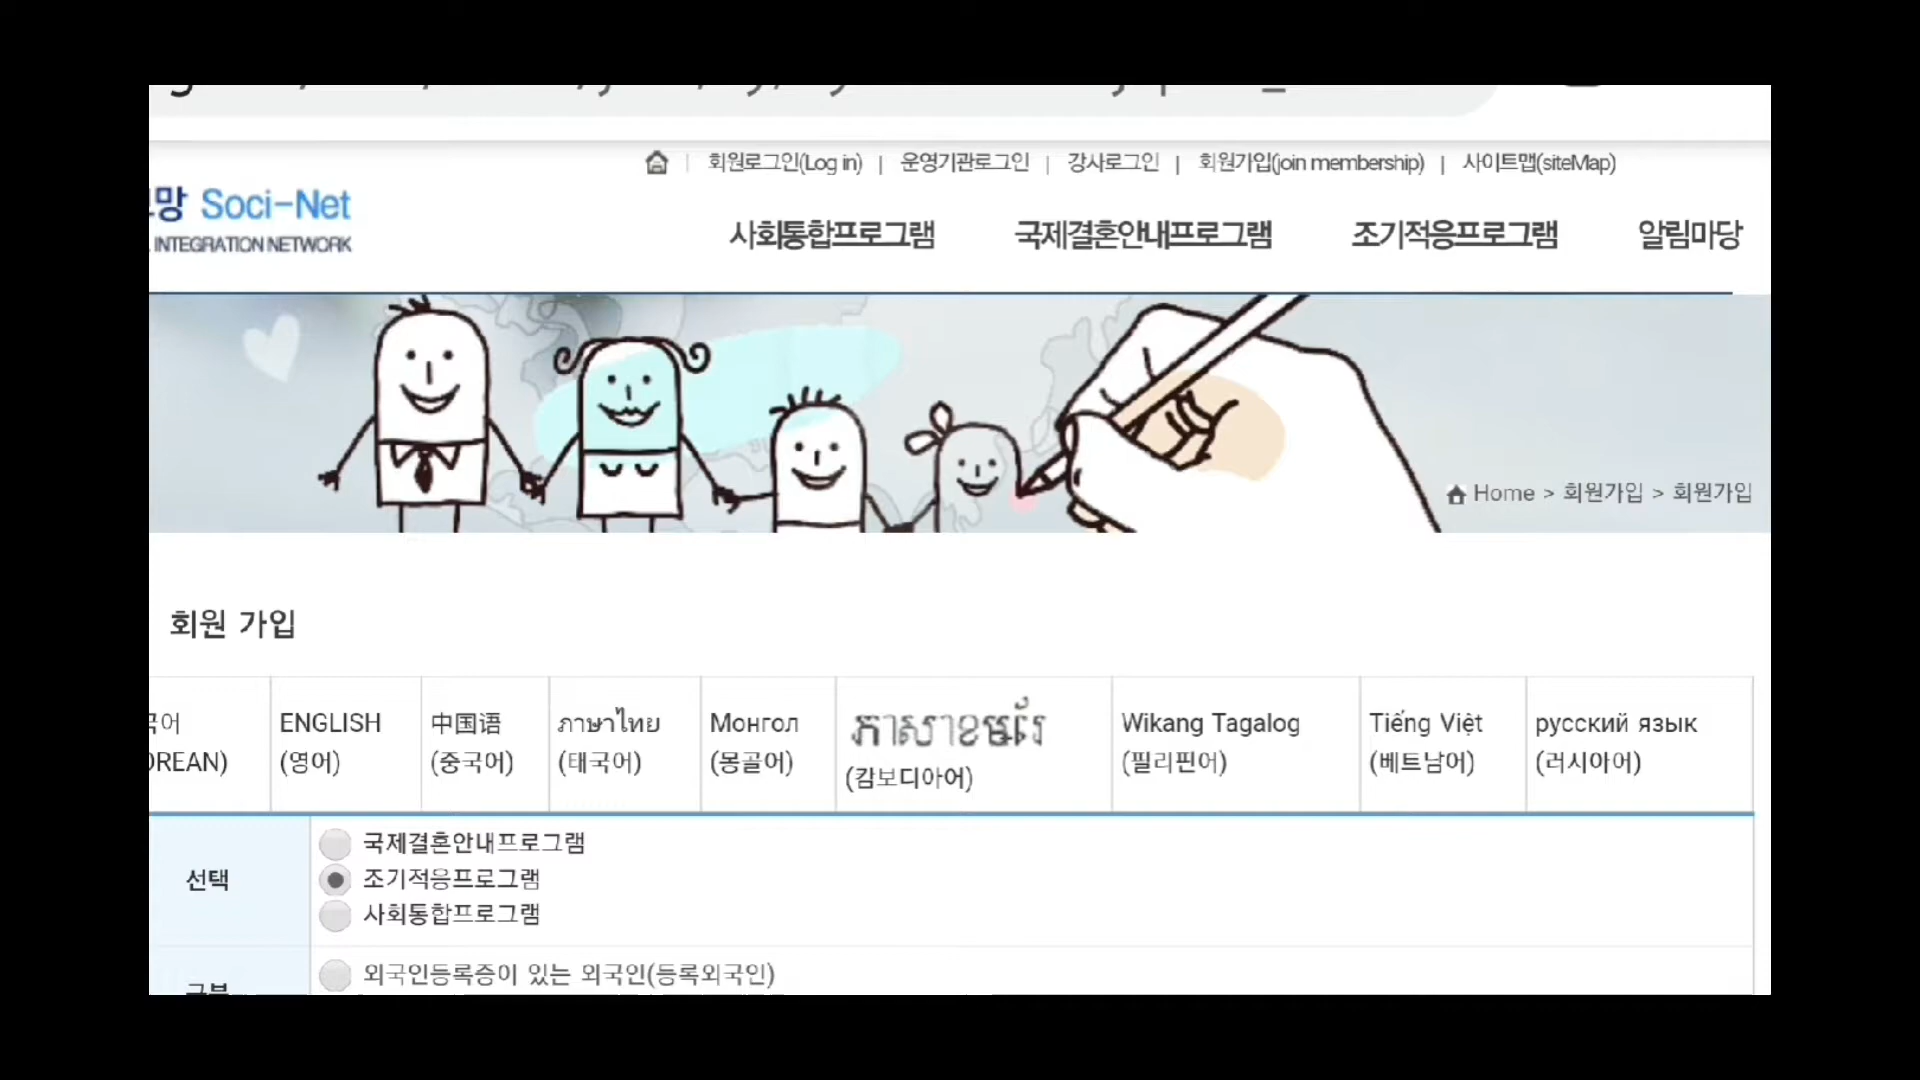 회원로그인(Log in) | 운영기관로그인 | 강사로그인 | 회원가입(join membership) | 사이트맵(siteMap)
망 Soci-Net
INTEGRATION NETWORK
사회통합프로그램 국제결혼안내프로그램 조기적응프로그램 알림마당
Home > 회원가입 > 회원가입
회원 가입
ENGLISH
(영어)
中国语
(중국어)
ภาษาไทย
(태국어)
Монгол
(몽골어)
ភាសាខមែរ
(캄보디아어)
Wikang Tagalog
(필리핀어)
Tiếng Việt
(베트남어)
русский язык
(러시아어)
선택
국제결혼안내프로그램
조기적응프로그램
사회통합프로그램
외국인등록증이 있는 외국인(등록외국인)